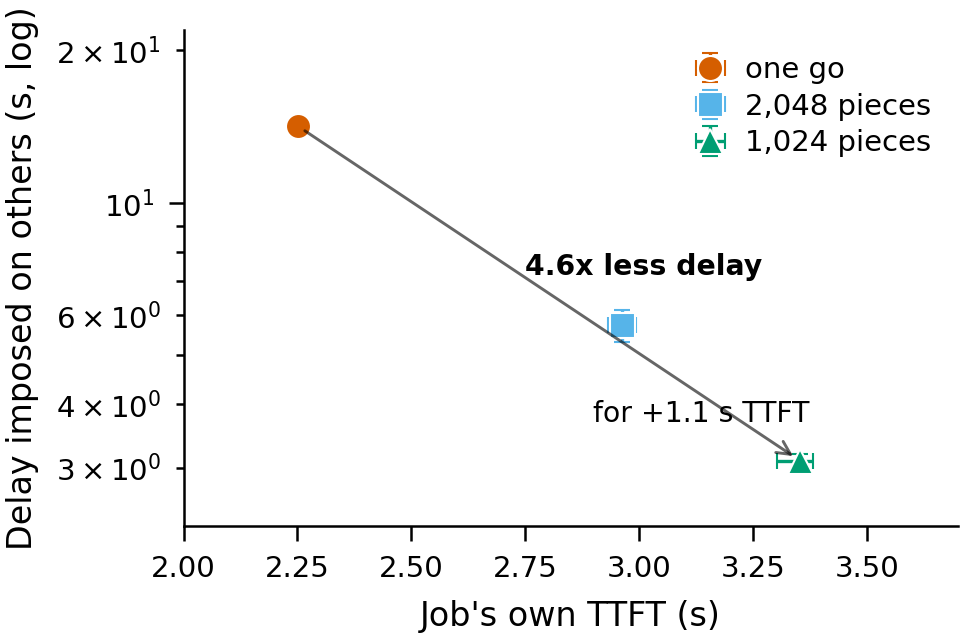 Delay imposed on others (s, log)
2 × 10¹
10¹
6 × 10⁰
4 × 10⁰
3 × 10⁰
one go
2,048 pieces
1,024 pieces
4.6x less delay
for +1.1 s TTFT
2.00 2.25 2.50 2.75 3.00 3.25 3.50
Job's own TTFT (s)